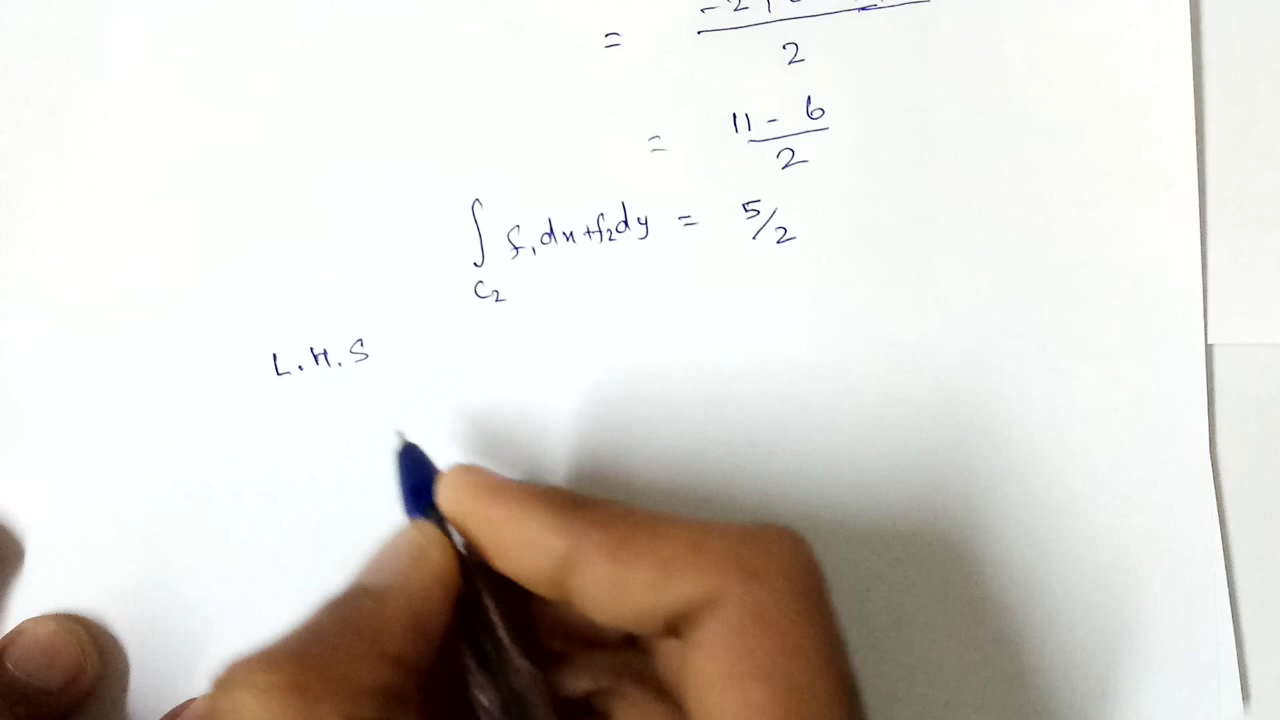 = 2
= 11 - 6 / 2
∫ f₁dx+f₂dy = 5/2
C₂
L.H.S